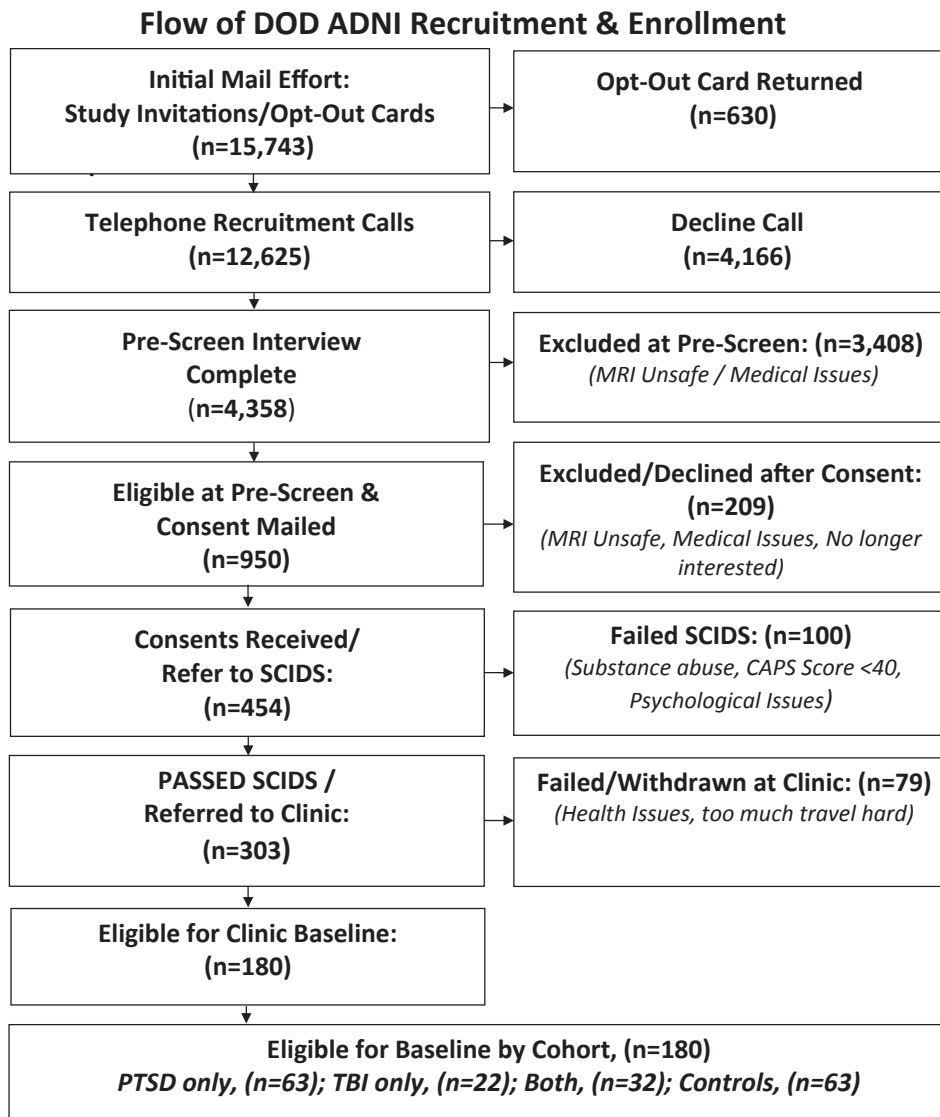 Flow of DOD ADNI Recruitment & Enrollment
Initial Mail Effort:
Study Invitations/Opt-Out Cards
(n=15,743)
Opt-Out Card Returned
(n=630)
Telephone Recruitment Calls
(n=12,625)
Decline Call
(n=4,166)
Pre-Screen Interview
Complete
(n=4,358)
Excluded at Pre-Screen: (n=3,408)
(MRI Unsafe / Medical Issues)
Eligible at Pre-Screen &
Consent Mailed
(n=950)
Excluded/Declined after Consent:
(n=209)
(MRI Unsafe, Medical Issues, No longer
interested)
Consents Received/
Refer to SCIDS:
(n=454)
Failed SCIDS: (n=100)
(Substance abuse, CAPS Score <40,
Psychological Issues)
PASSED SCIDS /
Referred to Clinic:
(n=303)
Failed/Withdrawn at Clinic: (n=79)
(Health Issues, too much travel hard)
Eligible for Clinic Baseline:
(n=180)
Eligible for Baseline by Cohort, (n=180)
PTSD only, (n=63); TBI only, (n=22); Both, (n=32); Controls, (n=63)